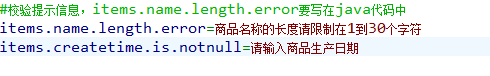 #校验提示信息，items.name.length.error要写在java代码中
items.name.length.error=商品名称的长度请限制在1到30个字符
items.createtime.is.notnull=请输入商品生产日期